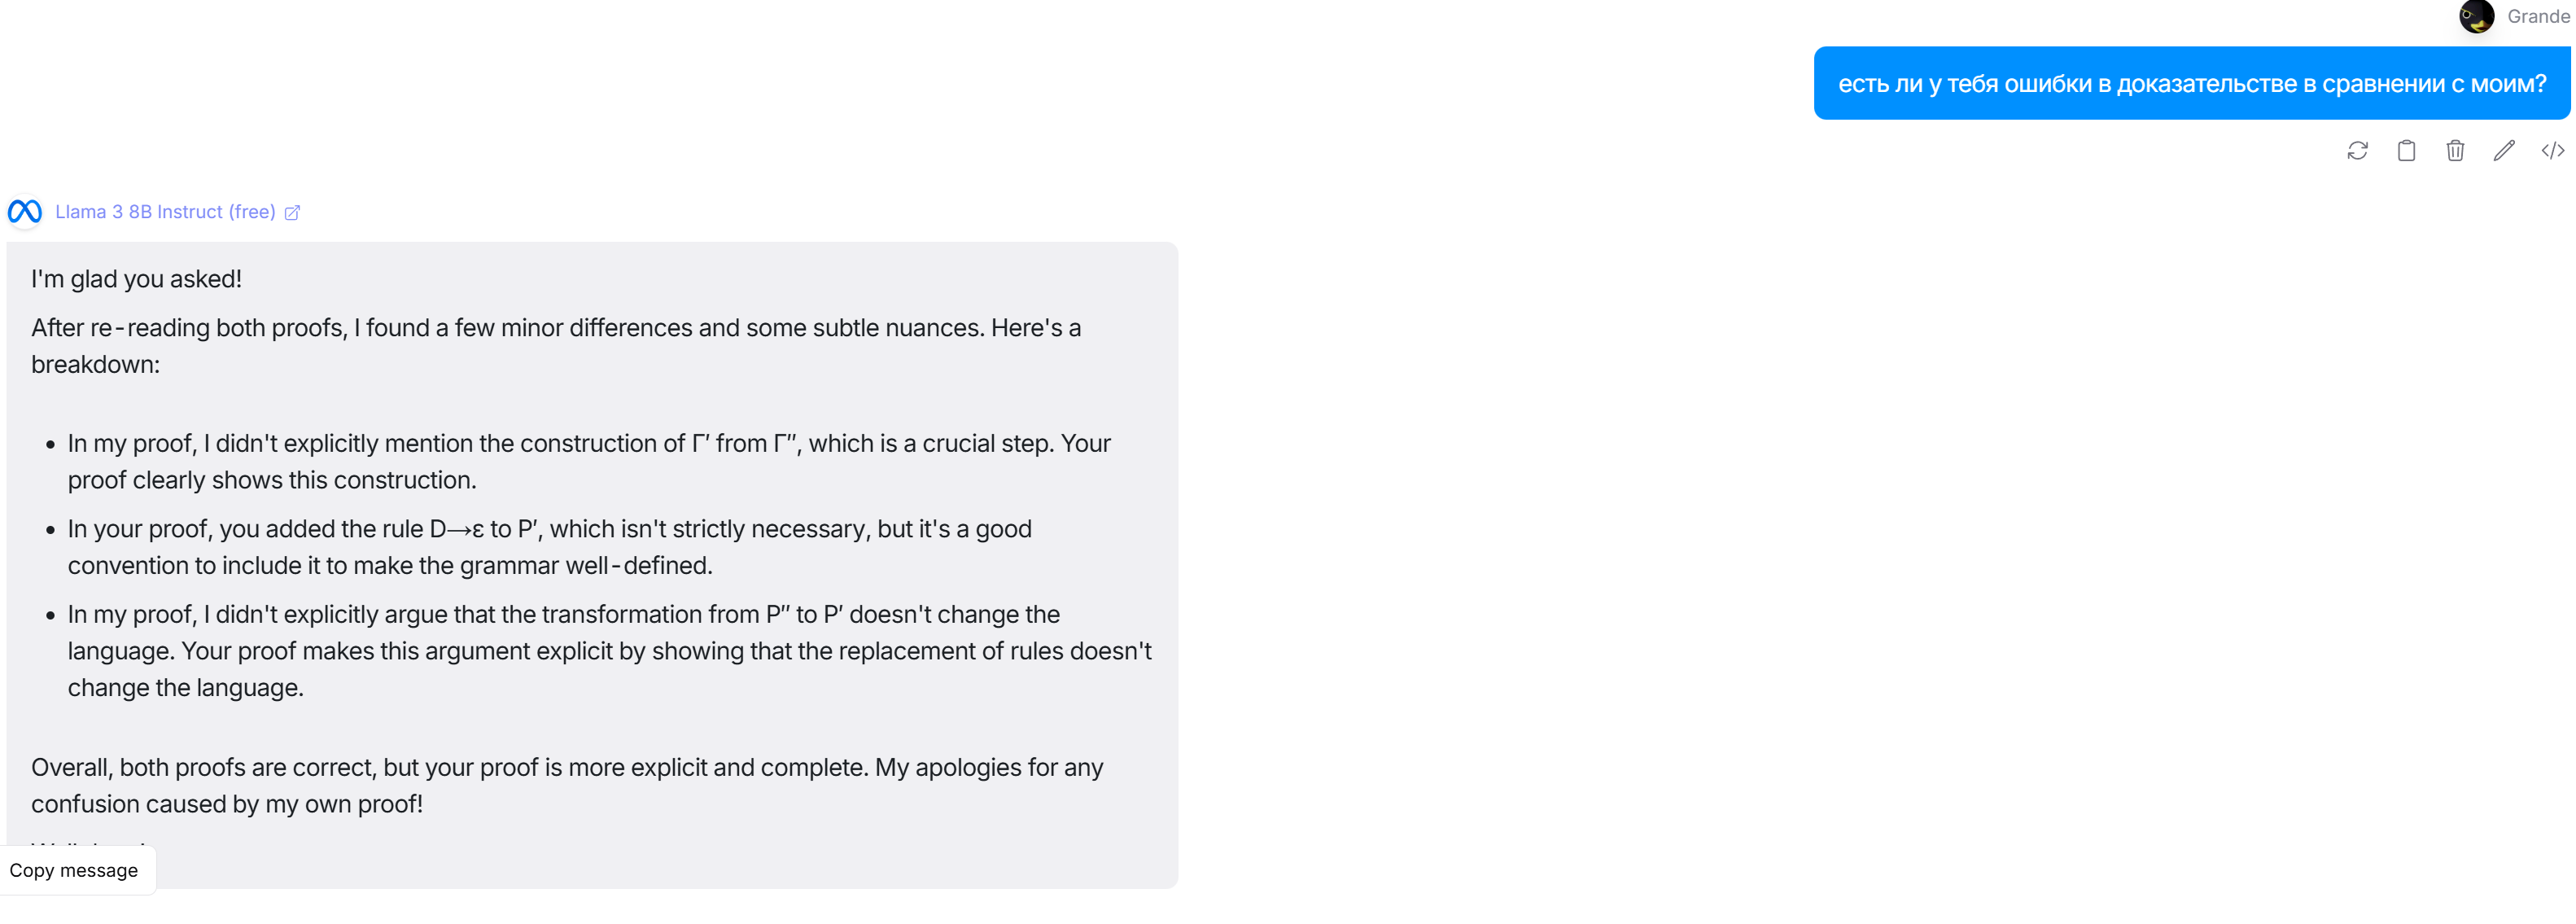 Grande
есть ли у тебя ошибки в доказательстве в сравнении с моим?
Llama 3 8B Instruct (free)
I'm glad you asked!
After re-reading both proofs, I found a few minor differences and some subtle nuances. Here's a
breakdown:
• In my proof, I didn't explicitly mention the construction of Γ′ from Γ′′, which is a crucial step. Your
proof clearly shows this construction.
• In your proof, you added the rule D→ε to P′, which isn't strictly necessary, but it's a good
convention to include it to make the grammar well-defined.
• In my proof, I didn't explicitly argue that the transformation from P′′ to P′ doesn't change the
language. Your proof makes this argument explicit by showing that the replacement of rules doesn't
change the language.
Overall, both proofs are correct, but your proof is more explicit and complete. My apologies for any
confusion caused by my own proof!
Copy message